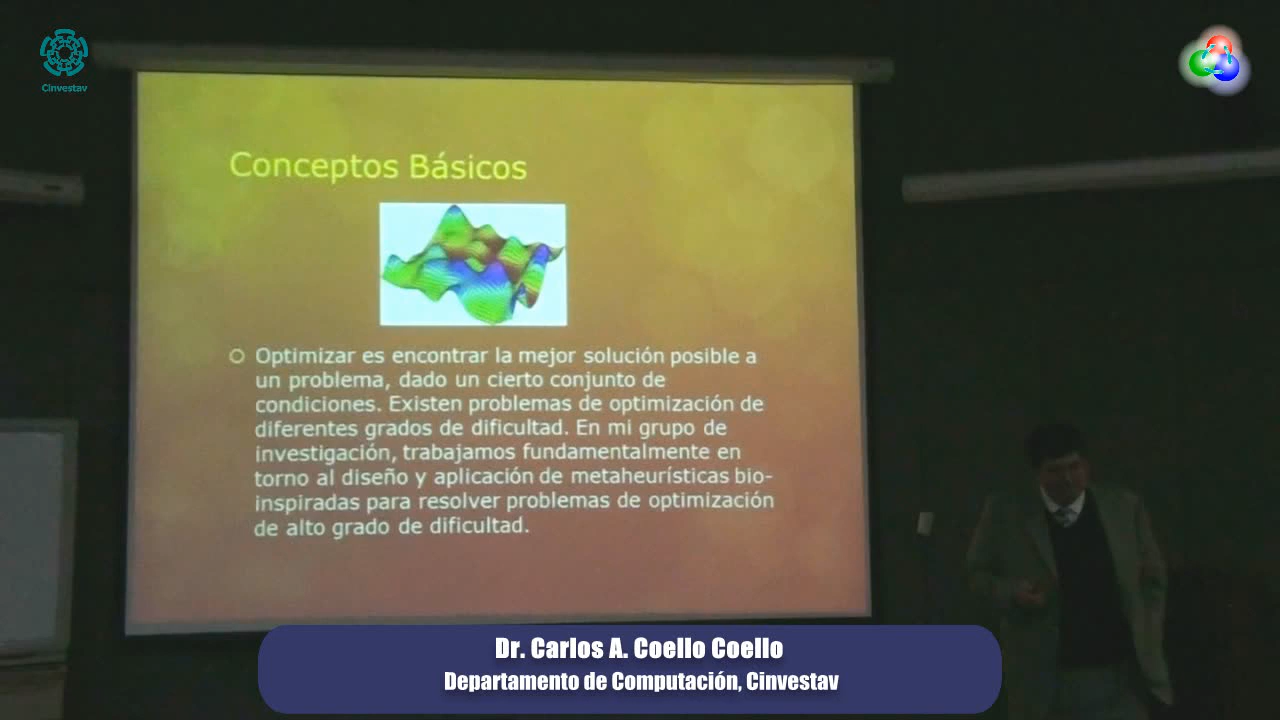 Cinvestav
Conceptos Básicos
Optimizar es encontrar la mejor solución posible a
un problema, dado un cierto conjunto de
condiciones. Existen problemas de optimización de
diferentes grados de dificultad. En mi grupo de
investigación, trabajamos fundamentalmente en
torno al diseño y aplicación de metaheurísticas bio-
inspiradas para resolver problemas de optimización
de alto grado de dificultad.
Dr. Carlos A. Coello Coello
Departamento de Computación, Cinvestav